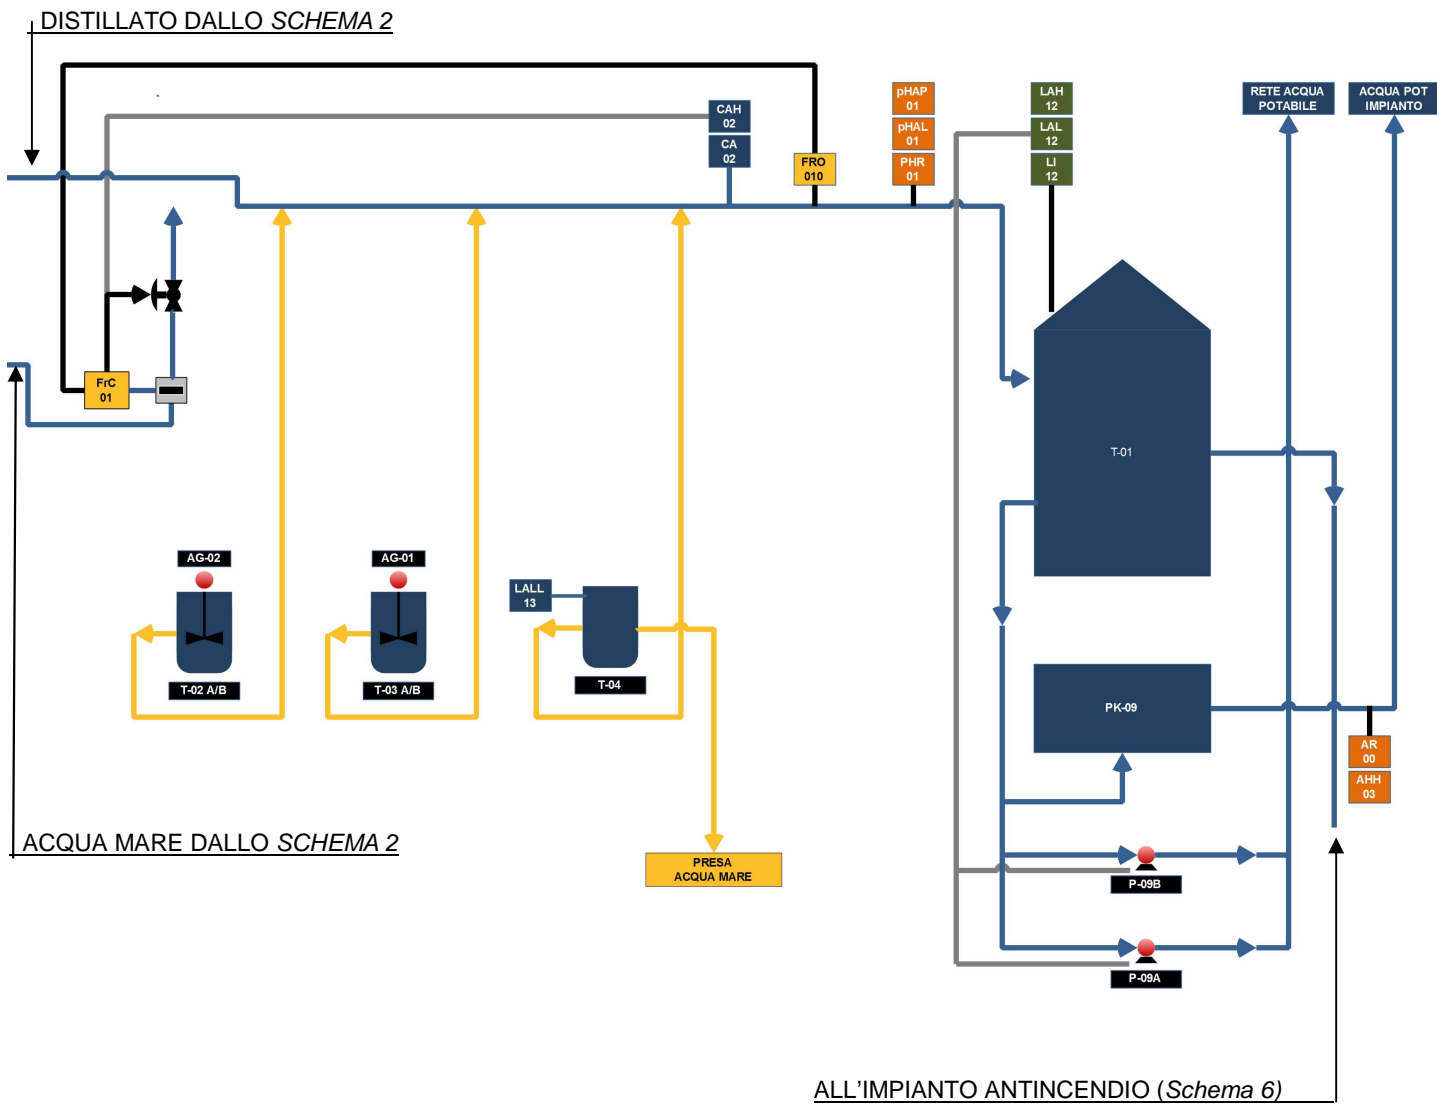 DISTILLATO DALLO SCHEMA 2
CAH
02
CA
02
FRO
010
pHAP
01
pHAL
01
PHR
01
LAH
12
LAL
12
LI
12
RETE ACQUA
POTABILE
ACQUA POT
IMPIANTO
FrC
01
T-01
AG-02
AG-01
LALL
13
T-02 A/B
T-03 A/B
T-04
PK-09
AR
00
AHH
03
ACQUA MARE DALLO SCHEMA 2
PRESA
ACQUA MARE
P-09B
P-09A
ALL'IMPIANTO ANTINCENDIO (Schema 6)